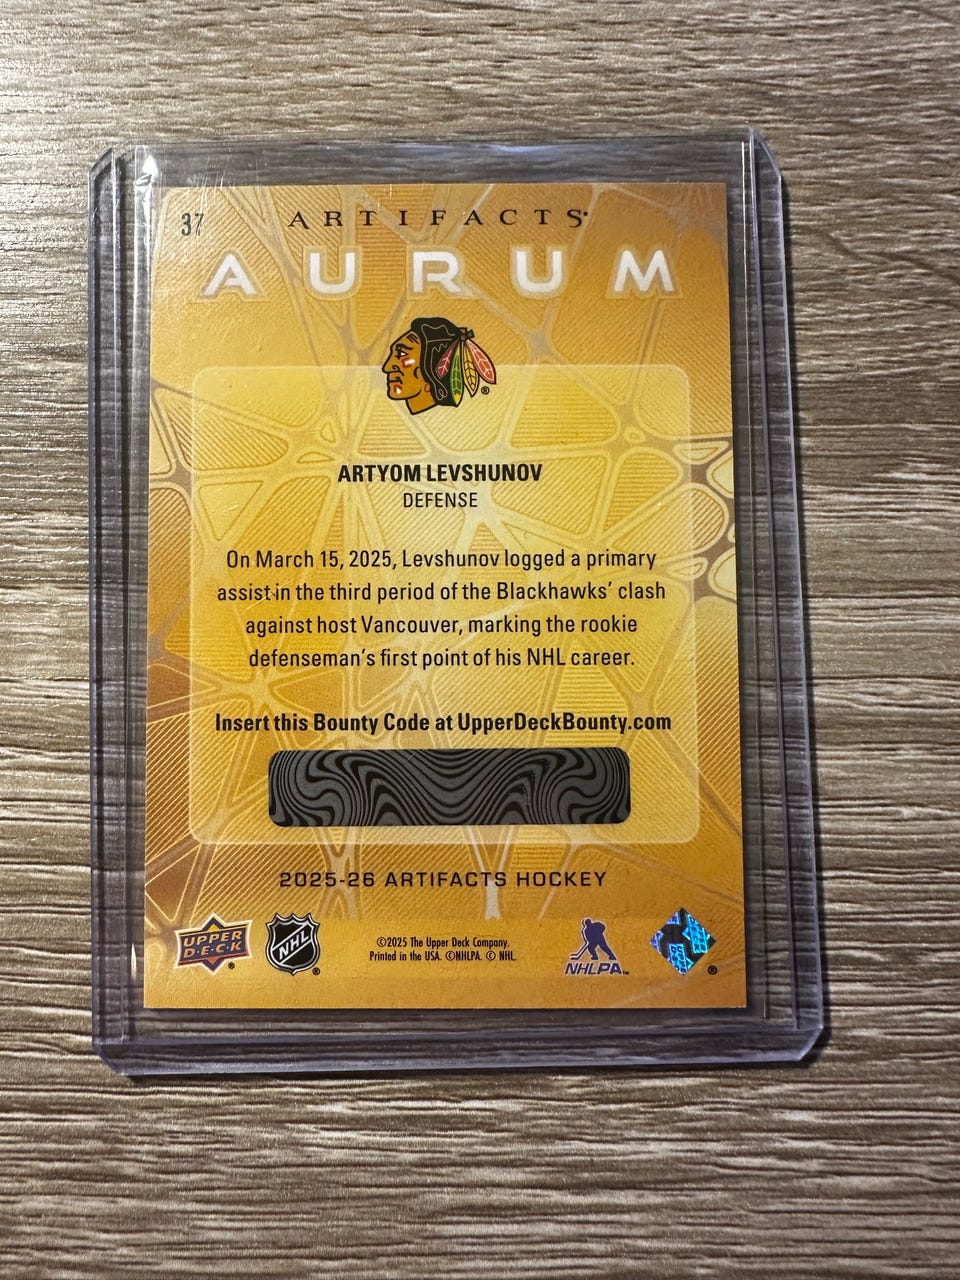 37
ARTIFACTS
AURUM
®
ARTYOM LEVSHUNOV
DEFENSE
On March 15, 2025, Levshunov logged a primary
assist in the third period of the Blackhawks' clash
against host Vancouver, marking the rookie
defenseman's first point of his NHL career.
Insert this Bounty Code at UpperDeckBounty.com
2025-26 ARTIFACTS HOCKEY
UPPER
D·E·C·K
®
NHL
®
©2025 The Upper Deck Company.
Printed in the USA. ©NHLPA. © NHL.
NHLPA™
®